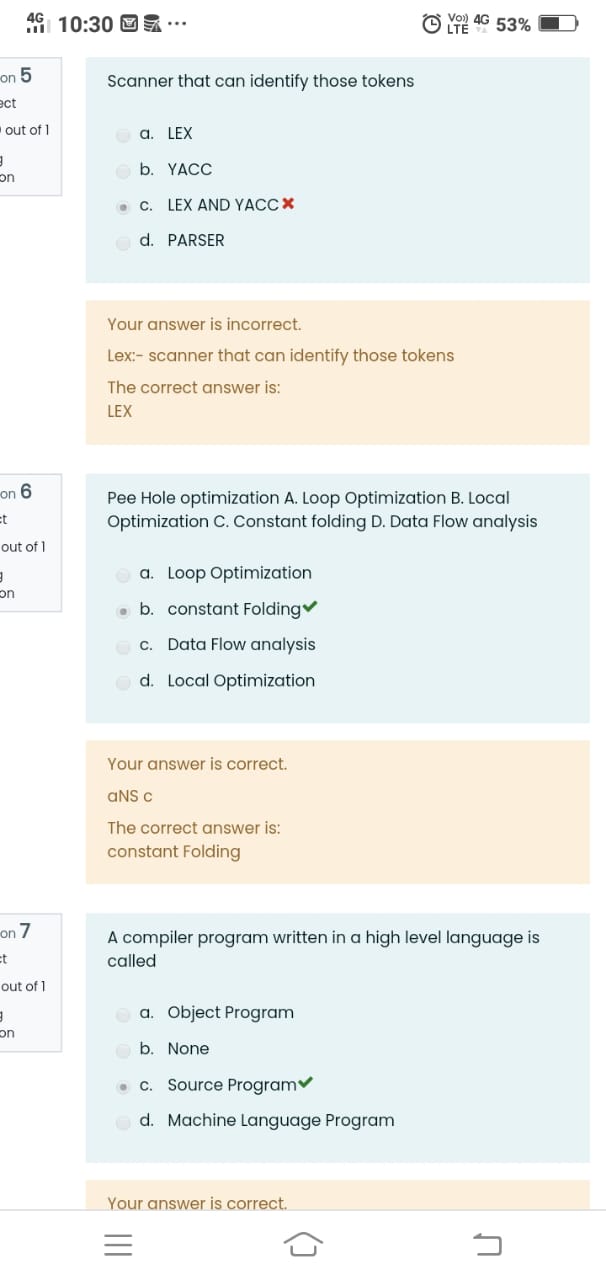 4G 10:30 ... Vo)) 4G LTE 53%
on 5
ect
out of 1
on
Scanner that can identify those tokens
a. LEX
b. YACC
c. LEX AND YACC
d. PARSER
Your answer is incorrect.
Lex:- scanner that can identify those tokens
The correct answer is:
LEX
on 6
ct
out of 1
on
Pee Hole optimization A. Loop Optimization B. Local
Optimization C. Constant folding D. Data Flow analysis
a. Loop Optimization
b. constant Folding
c. Data Flow analysis
d. Local Optimization
Your answer is correct.
aNS c
The correct answer is:
constant Folding
on 7
ct
out of 1
on
A compiler program written in a high level language is
called
a. Object Program
b. None
c. Source Program
d. Machine Language Program
Your answer is correct.